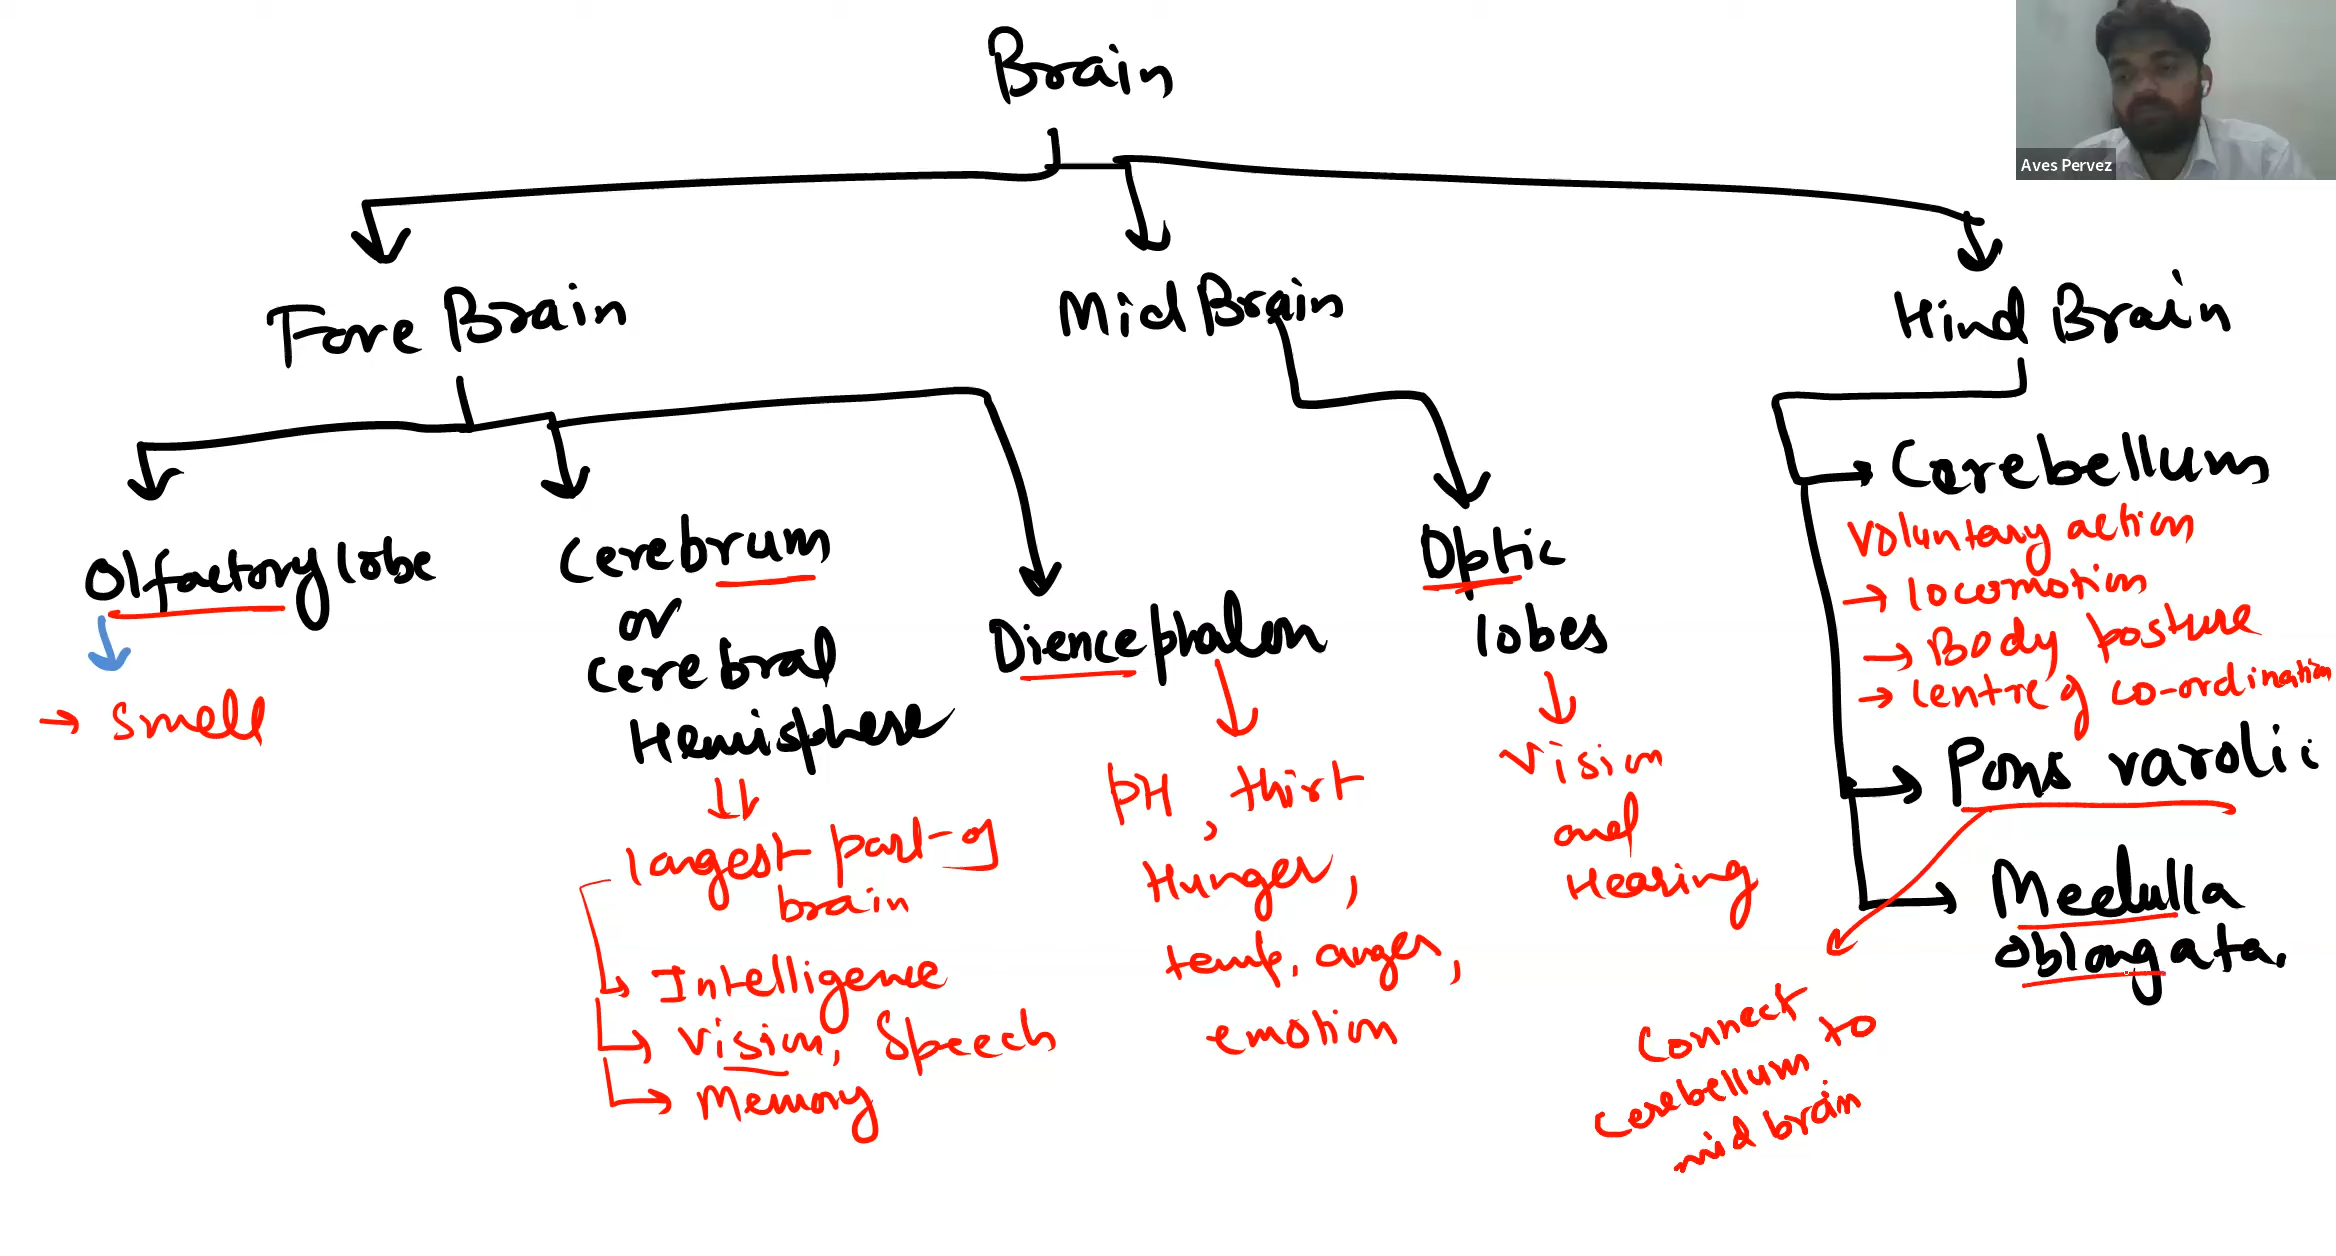 Brain
Aves Pervez
Fore Brain
Mid Brain
Hind Brain
Olfactory lobe
→ Smell
Cerebrum
or
Cerebral
Hemisphere
largest part of
brain
→ Intelligence
→ Vision, Speech
→ Memory
Diencephalon
pH, thirt
Hunger,
temp, anger,
emotion
Optic
lobes
Vision
and
Hearing
→ Cerebellum
Voluntary action
→ locomotion
→ Body posture
→ Centre of co-ordination
→ Pons varolii
→ Medulla
oblongata.
Connect
cerebellum to
mid brain